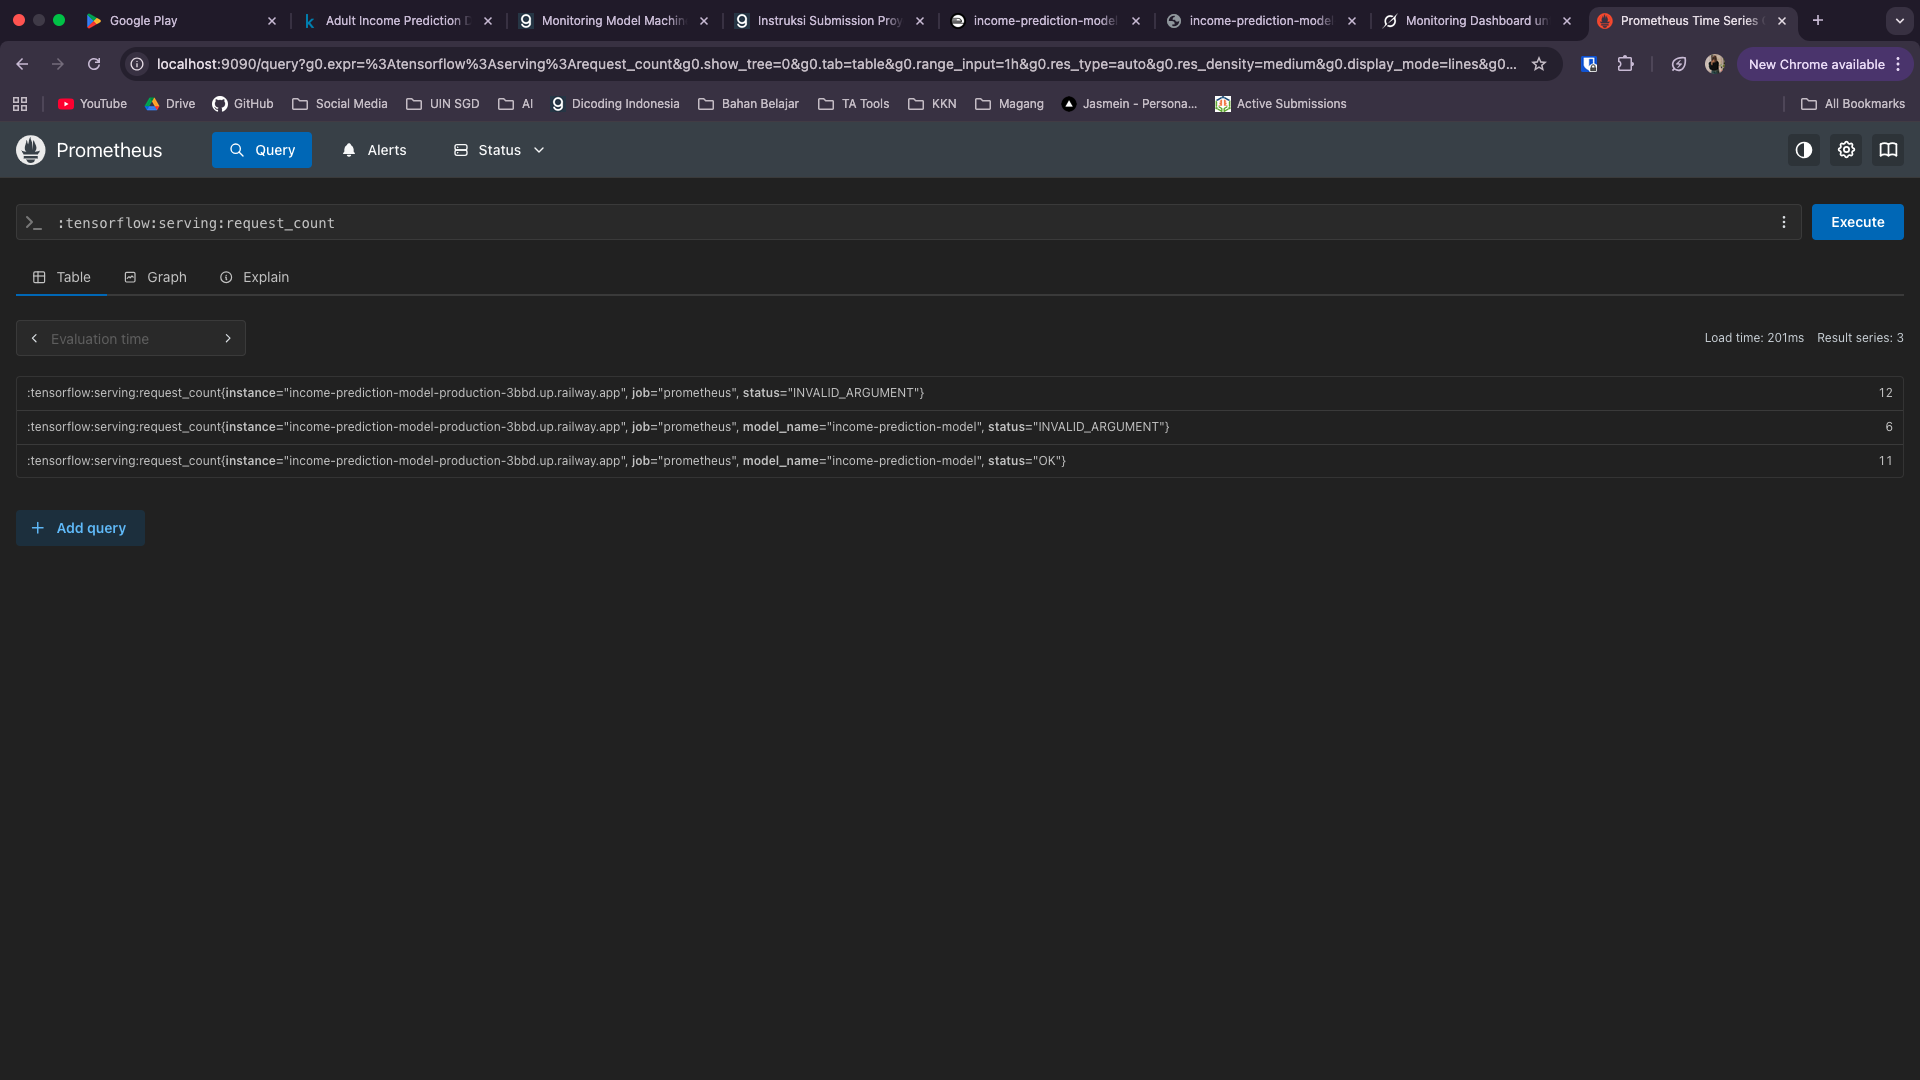 Google Play
Adult Income Prediction D
Monitoring Model Machin
Instruksi Submission Proy
income-prediction-model
income-prediction-model
Monitoring Dashboard un
Prometheus Time Series
localhost:9090/query?g0.expr=%3Atensorflow%3Aserving%3Arequest_count&g0.show_tree=0&g0.tab=table&g0.range_input=1h&g0.res_type=auto&g0.res_density=medium&g0.display_mode=lines&g0...
New Chrome available
YouTube
Drive
GitHub
Socjal Media
UIN SGD
AI
Dicoding Indonesia
Bahan Belajar
TA Tools
KKN
Magang
Jasmein - Persona...
Active Submissions
All Bookmarks
Prometheus
Query
Alerts
Status
:tensorflow:serving:request_count
Execute
Table
Graph
Explain
Evaluation time
Load time: 201ms Result series: 3
:tensorflow:serving:request_count{instance="income-prediction-model-production-3bbd.up.railway.app", job="prometheus", status="INVALID_ARGUMENT"} 12
:tensorflow:serving:request_count{instance="income-prediction-model-production-3bbd.up.railway.app", job="prometheus", model_name="income-prediction-model", status="INVALID_ARGUMENT"} 6
:tensorflow:serving:request_count{instance="income-prediction-model-production-3bbd.up.railway.app", job="prometheus", model_name="income-prediction-model", status="OK"} 11
Add query